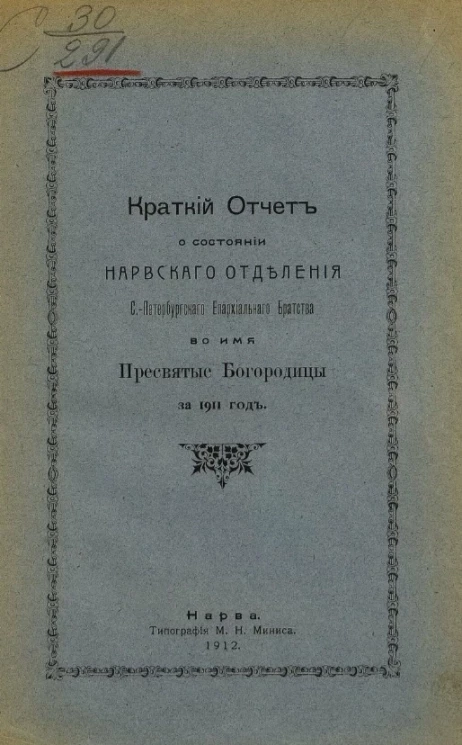 30
291
Краткій Отчетъ
о состояніи
НАРВСКАГО ОТДѢЛЕНІЯ
С.-Петербургскаго Епархіальнаго Братства
во имя
Пресвятые Богородицы
за 1911 годъ.
Нарва.
Типографія М. Н. Миниса.
1912.